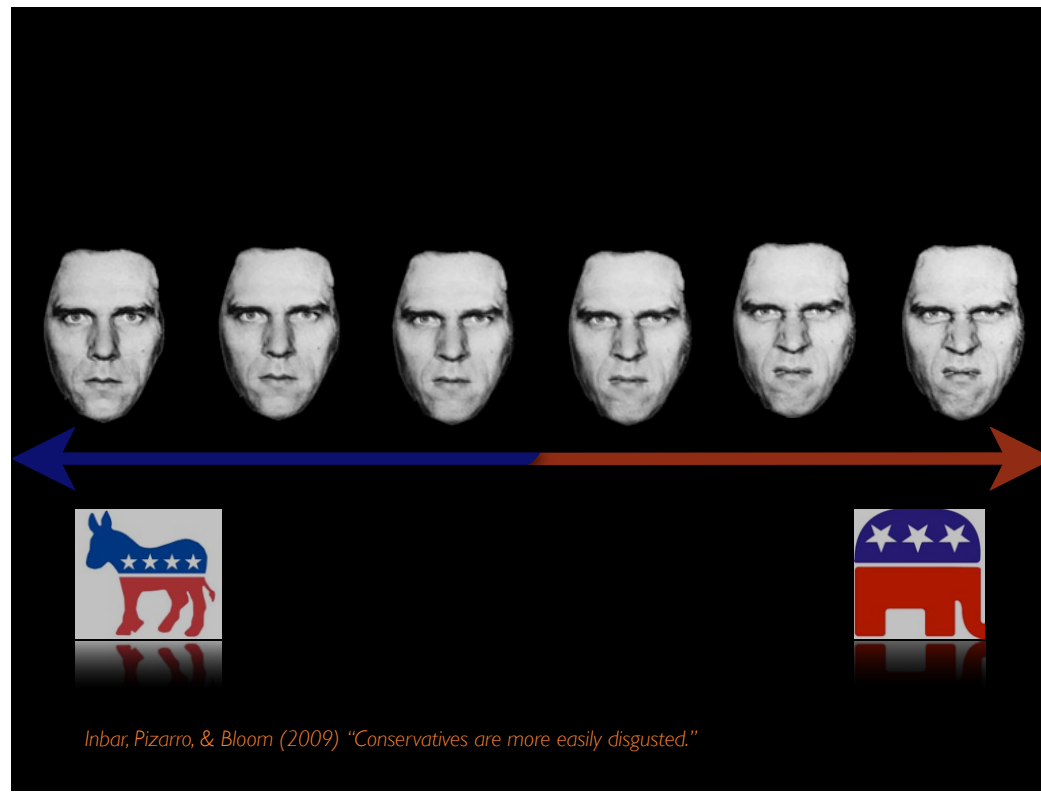 Inbar, Pizarro, & Bloom (2009) “Conservatives are more easily disgusted.”